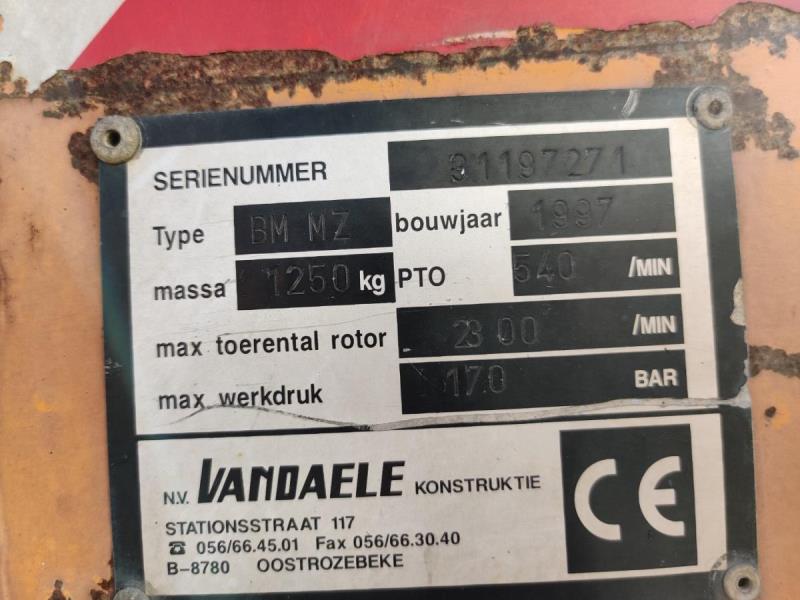 SERIENUMMER 91197271
Type BM MZ bouwjaar 1997
massa 1250 kg PTO 540 /MIN
max toerental rotor /MIN
max werkdruk 170 BAR
N.V. VANDAELE KONSTRUKTIE
STATIONSSTRAAT 117
☎ 056/66.45.01 Fax 056/66.30.40
B-8780 OOSTROZEBEKE
CE